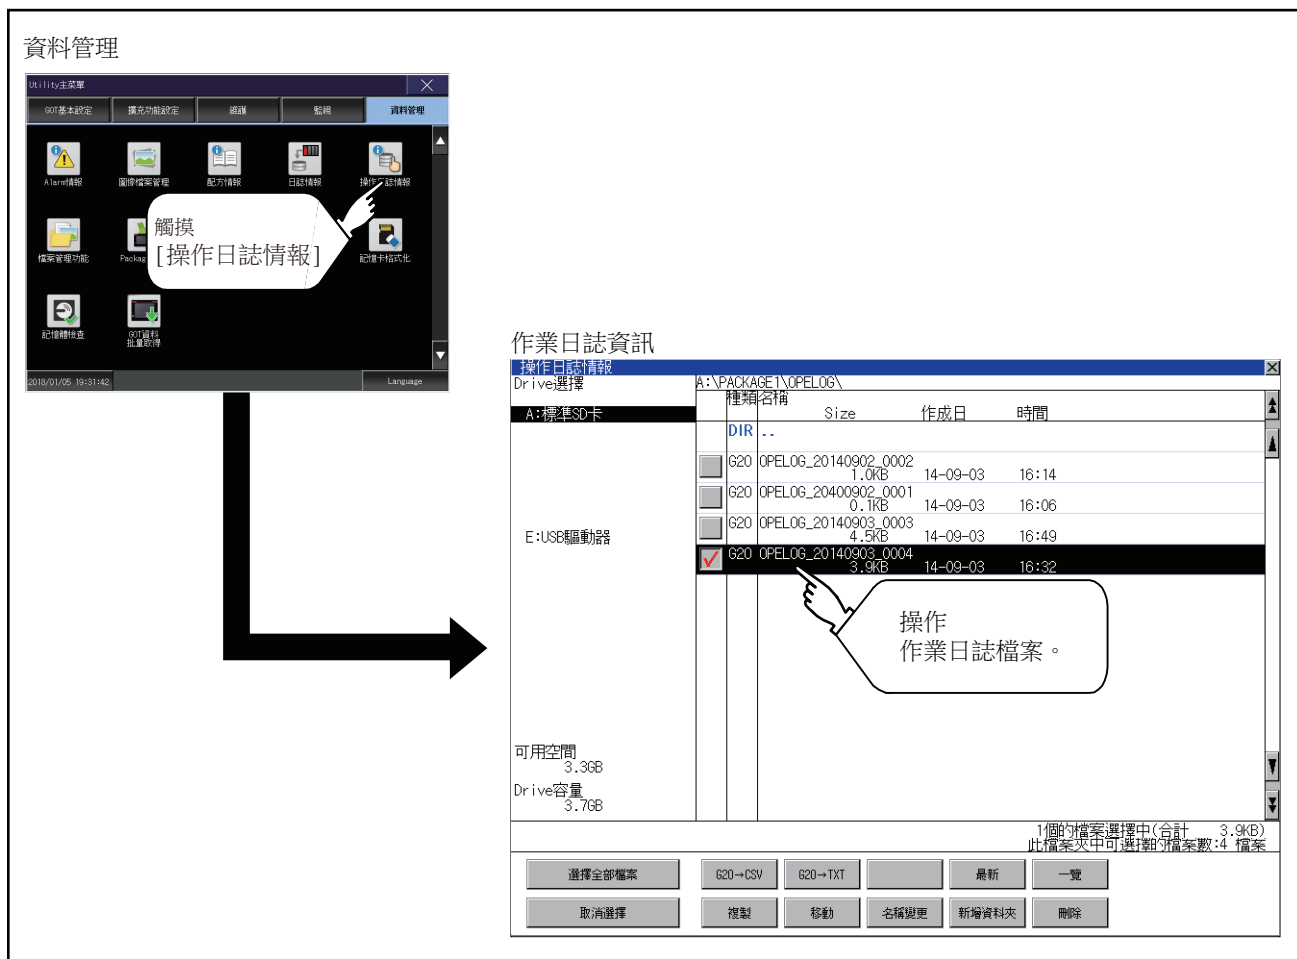 資料管理
Utility主菜單
GOT基本設定 擴充功能設定 維護 監視 資料管理
Alarm情報 圖像檔案管理 配方情報 日誌情報 操作日誌情報
觸摸
[操作日誌情報]
檔案管理功能 Packag 記憶卡格式化
記憶體檢查 GOT資料
批量取得
2018/01/05 19:31:42 Language
作業日誌資訊
操作日誌情報
Drive選擇 A:\PACKAGE1\OPELOG\
種類 名稱
A:標準SD卡 Size 作成日 時間
DIR ..
G20 OPELOG_20140902_0002
1.0KB 14-09-03 16:14
G20 OPELOG_20400902_0001
0.1KB 14-09-03 16:06
G20 OPELOG_20140903_0003
E:USB驅動器 4.5KB 14-09-03 16:49
G20 OPELOG_20140903_0004
3.9KB 14-09-03 16:32
操作
作業日誌檔案。
可用空間
3.3GB
Drive容量
3.7GB
1個的檔案選擇中(合計 3.9KB)
此檔案夾中可選擇的檔案數:4 檔案
選擇全部檔案 G20→CSV G20→TXT 最新 一覽
取消選擇 複製 移動 名稱變更 新增資料夾 刪除